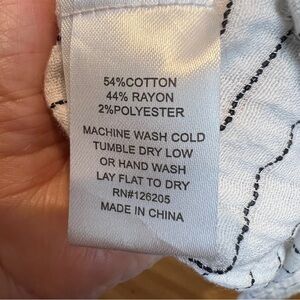 54%COTTON
44% RAYON
2%POLYESTER
MACHINE WASH COLD
TUMBLE DRY LOW
OR HAND WASH
LAY FLAT TO DRY
RN#126205
MADE IN CHINA